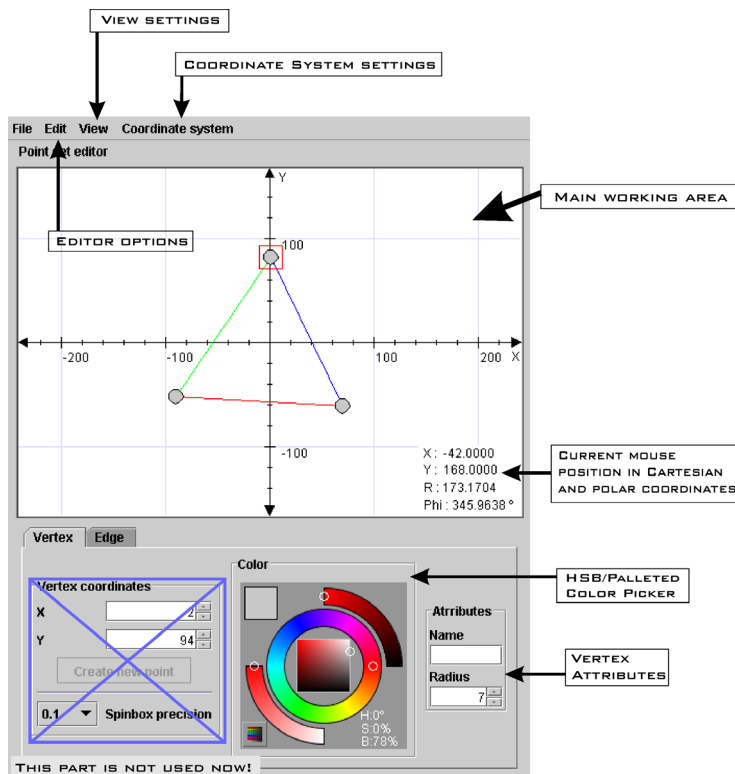 VIEW SETTINGS
COORDINATE SYSTEM SETTINGS
File Edit View Coordinate system
Point set editor
Y
MAIN WORKING AREA
EDITOR OPTIONS
100
-200 -100 100 200 X
-100
X : -42.0000
Y : 168.0000
R : 173.1704
Phi : 345.9638 °
CURRENT MOUSE
POSITION IN CARTESIAN
AND POLAR COORDINATES
Vertex Edge
Color
Vertex coordinates
X 2
Y 94
Create new point
0.1 Spinbox precision
H:0°
S:0%
B:78%
HSB/PALLETED
COLOR PICKER
Atrributes
Name
Radius
7
VERTEX
ATTRIBUTES
THIS PART IS NOT USED NOW!